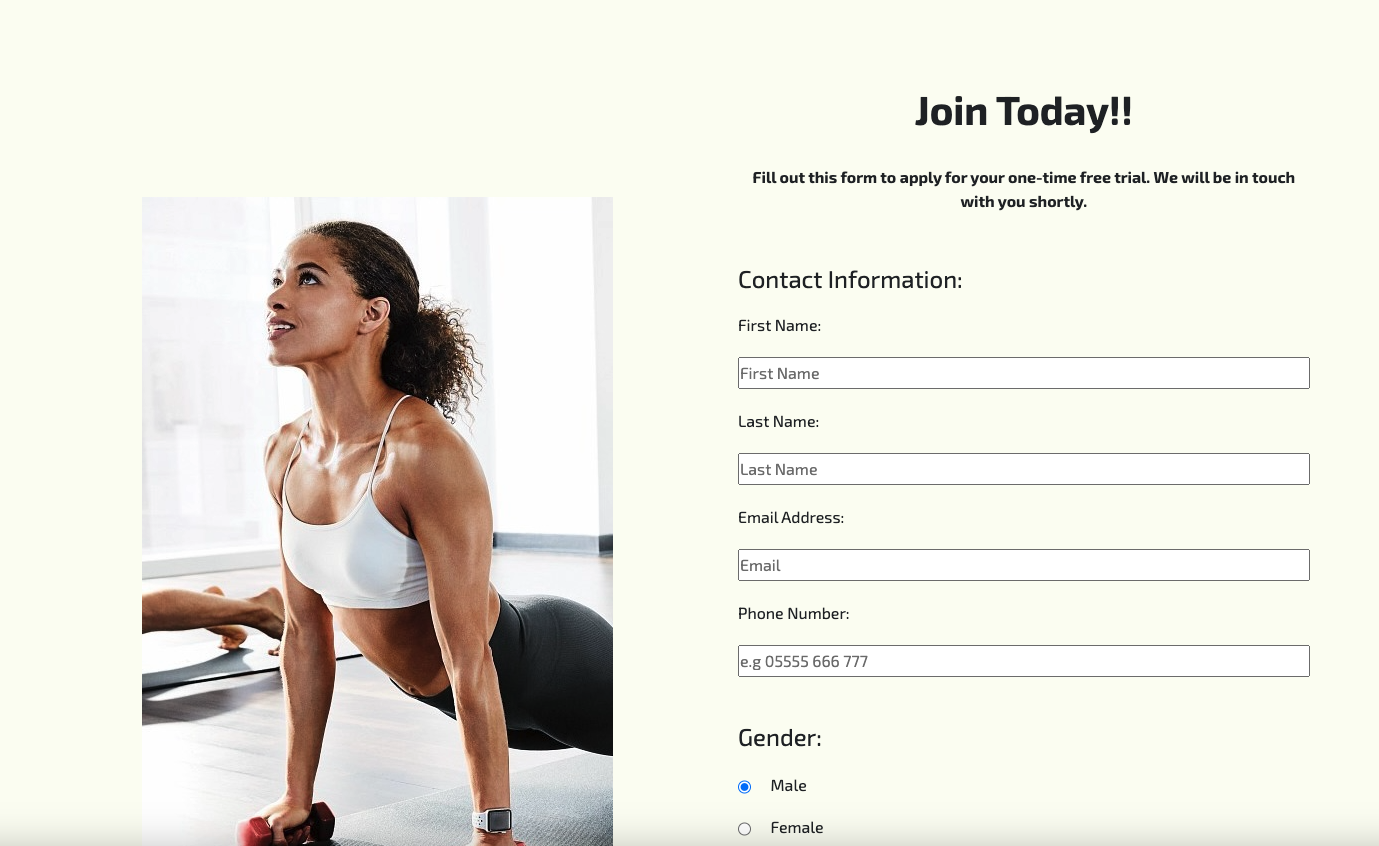 Join Today!!
Fill out this form to apply for your one-time free trial. We will be in touch
with you shortly.
Contact Information:
First Name:
First Name
Last Name:
Last Name
Email Address:
Email
Phone Number:
e.g 05555 666 777
Gender:
Male
Female